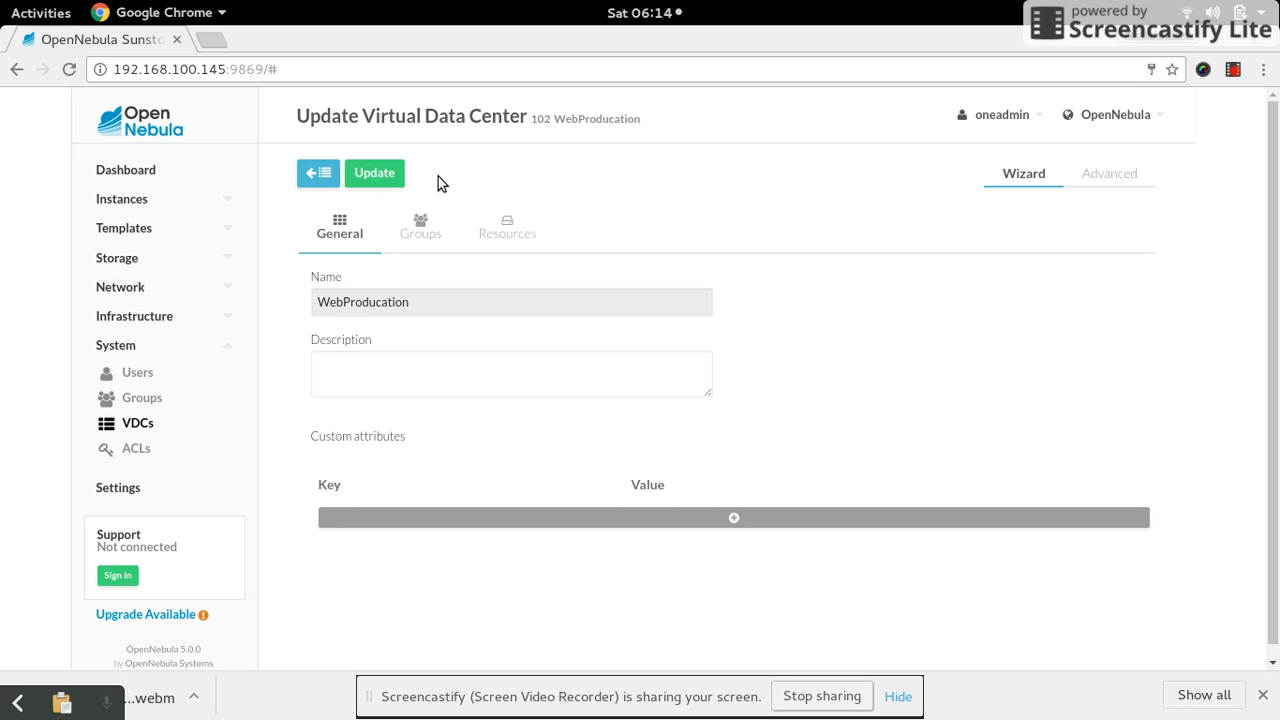 Activities Google Chrome Sat 06:14
powered by
Screencastify Lite
OpenNebula Sunsto
192.168.100.145:9869/#
Open
Nebula
Update Virtual Data Center 102 WebProducation
oneadmin OpenNebula
Update
Wizard Advanced
Dashboard
Instances
Templates
Storage
Network
Infrastructure
System
Users
Groups
VDCs
ACLs
Settings
Support
Not connected
Sign in
Upgrade Available
OpenNebula 5.0.0
by OpenNebula Systems.
General Groups Resources
Name
WebProducation
Description
Custom attributes
Key Value
...webm
Screencastify (Screen Video Recorder) is sharing your screen. Stop sharing Hide
Show all